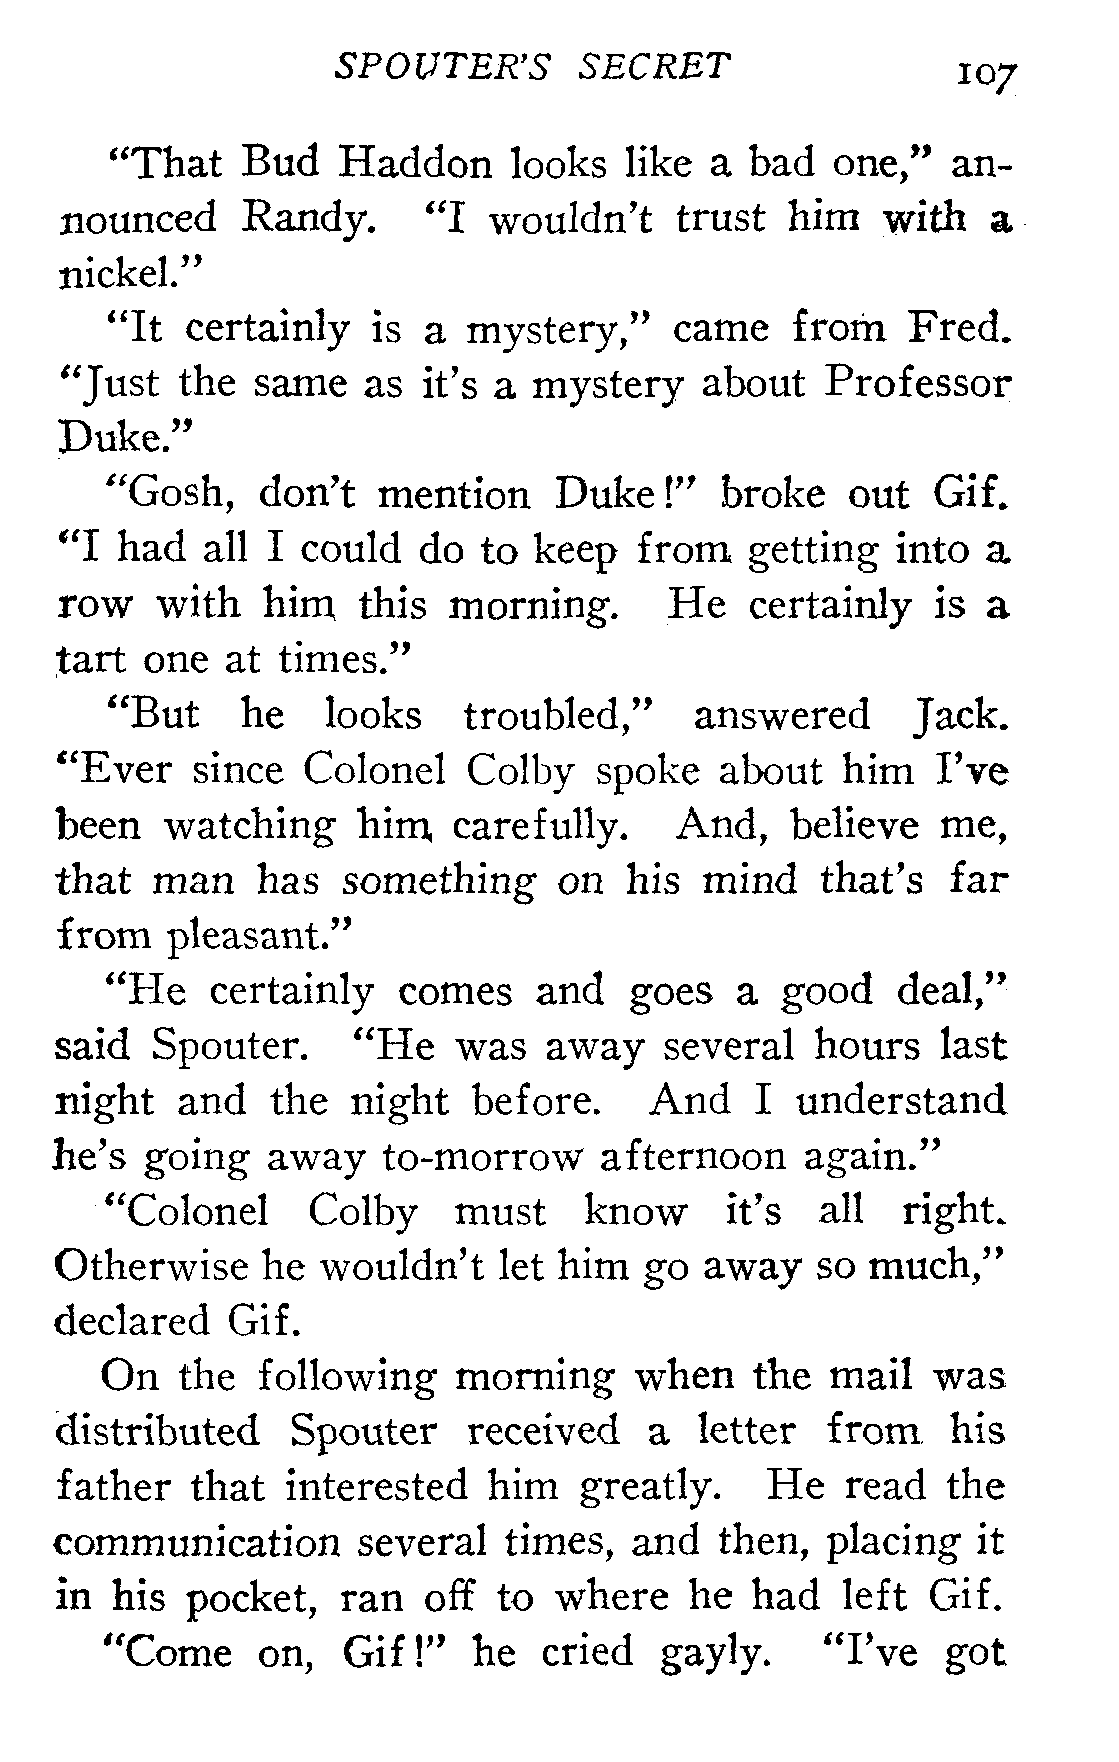 SPOUTER'S SECRET 107
"That Bud Haddon looks like a bad one," an-
nounced Randy. "I wouldn't trust him with a
nickel."
"It certainly is a mystery," came from Fred.
"Just the same as it's a mystery about Professor
Duke."
"Gosh, don't mention Duke!" broke out Gif.
"I had all I could do to keep from getting into a
row with him this morning. He certainly is a
tart one at times."
"But he looks troubled," answered Jack.
"Ever since Colonel Colby spoke about him I've
been watching him carefully. And, believe me,
that man has something on his mind that's far
from pleasant."
"He certainly comes and goes a good deal,"
said Spouter. "He was away several hours last
night and the night before. And I understand
he's going away to-morrow afternoon again."
"Colonel Colby must know it's all right.
Otherwise he wouldn't let him go away so much,"
declared Gif.
On the following morning when the mail was
distributed Spouter received a letter from his
father that interested him greatly. He read the
communication several times, and then, placing it
in his pocket, ran off to where he had left Gif.
"Come on, Gif!" he cried gayly. "I've got